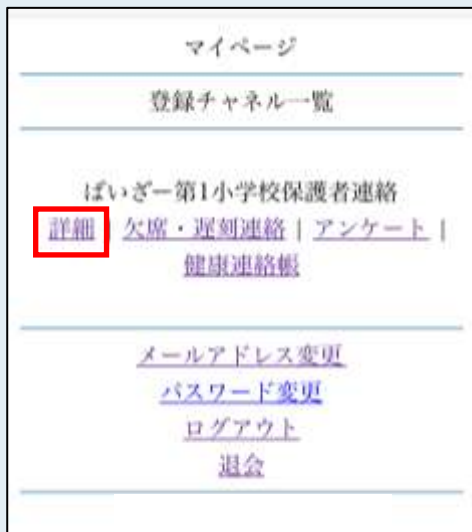 マイページ
登録チャネル一覧
ぱいざー第1小学校保護者連絡
詳細 | 欠席・遅刻連絡 | アンケート |
健康連絡帳
メールアドレス変更
パスワード変更
ログアウト
退会